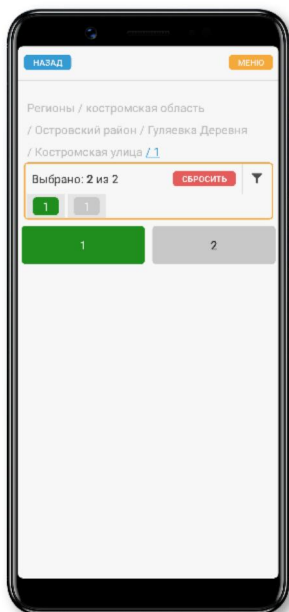 НАЗАД МЕНЮ
Регионы / костромская область
/ Островский район / Гуляевка Деревня
/ Костромская улица / 1
Выбрано: 2 из 2 СБРОСИТЬ
1 1
1 2